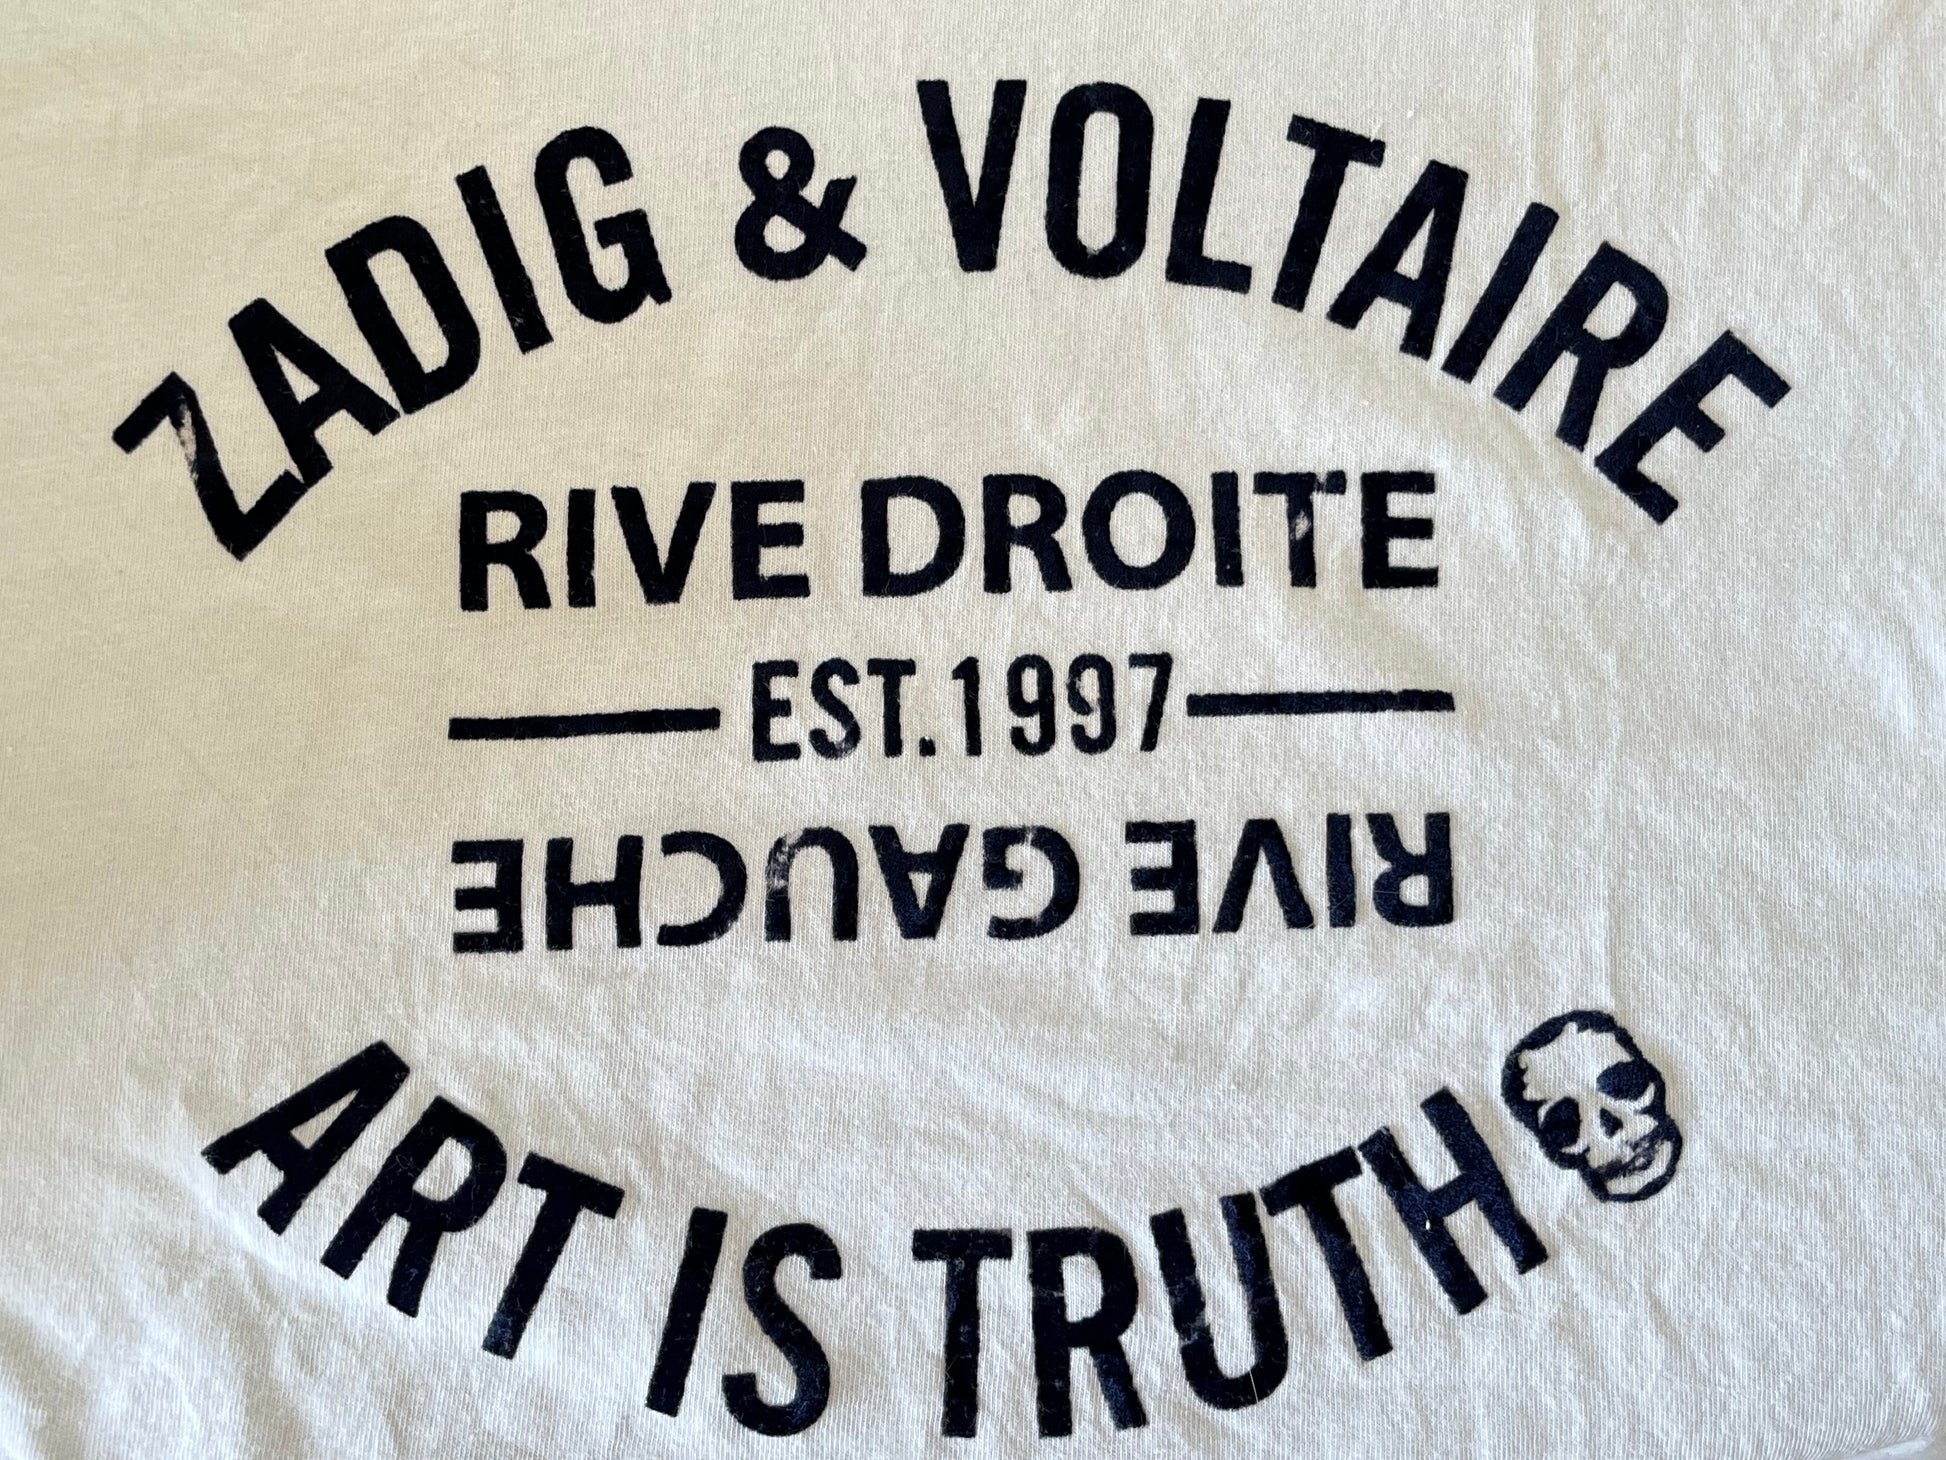 ZADIG & VOLTAIRE
RIVE DROITE
EST.1997
RIVE GAUCHE
ART IS TRUTH